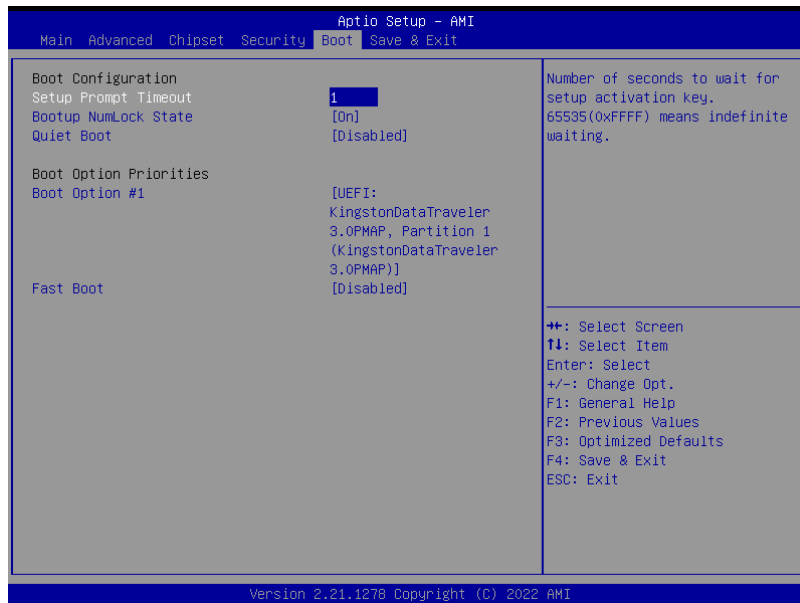 Aptio Setup – AMI
Main Advanced Chipset Security Boot Save & Exit
Boot Configuration
Setup Prompt Timeout 1
Bootup NumLock State [On]
Quiet Boot [Disabled]
Boot Option Priorities
Boot Option #1 [UEFI:
KingstonDataTraveler
3.0PMAP, Partition 1
(KingstonDataTraveler
3.0PMAP)]
Fast Boot [Disabled]
Number of seconds to wait for
setup activation key.
65535(0xFFFF) means indefinite
waiting.
→←: Select Screen
↑↓: Select Item
Enter: Select
+/-: Change Opt.
F1: General Help
F2: Previous Values
F3: Optimized Defaults
F4: Save & Exit
ESC: Exit
Version 2.21.1278 Copyright (C) 2022 AMI